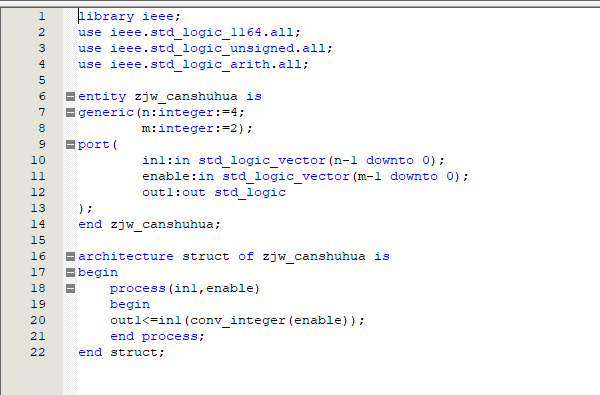 1 library ieee;
2 use ieee.std_logic_1164.all;
3 use ieee.std_logic_unsigned.all;
4 use ieee.std_logic_arith.all;
5
6 entity zjw_canshuhua is
7 generic(n:integer:=4;
8 m:integer:=2);
9 port(
10 in1:in std_logic_vector(n-1 downto 0);
11 enable:in std_logic_vector(m-1 downto 0);
12 out1:out std_logic
13 );
14 end zjw_canshuhua;
15
16 architecture struct of zjw_canshuhua is
17 begin
18 process(in1,enable)
19 begin
20 out1<=in1(conv_integer(enable));
21 end process;
22 end struct;